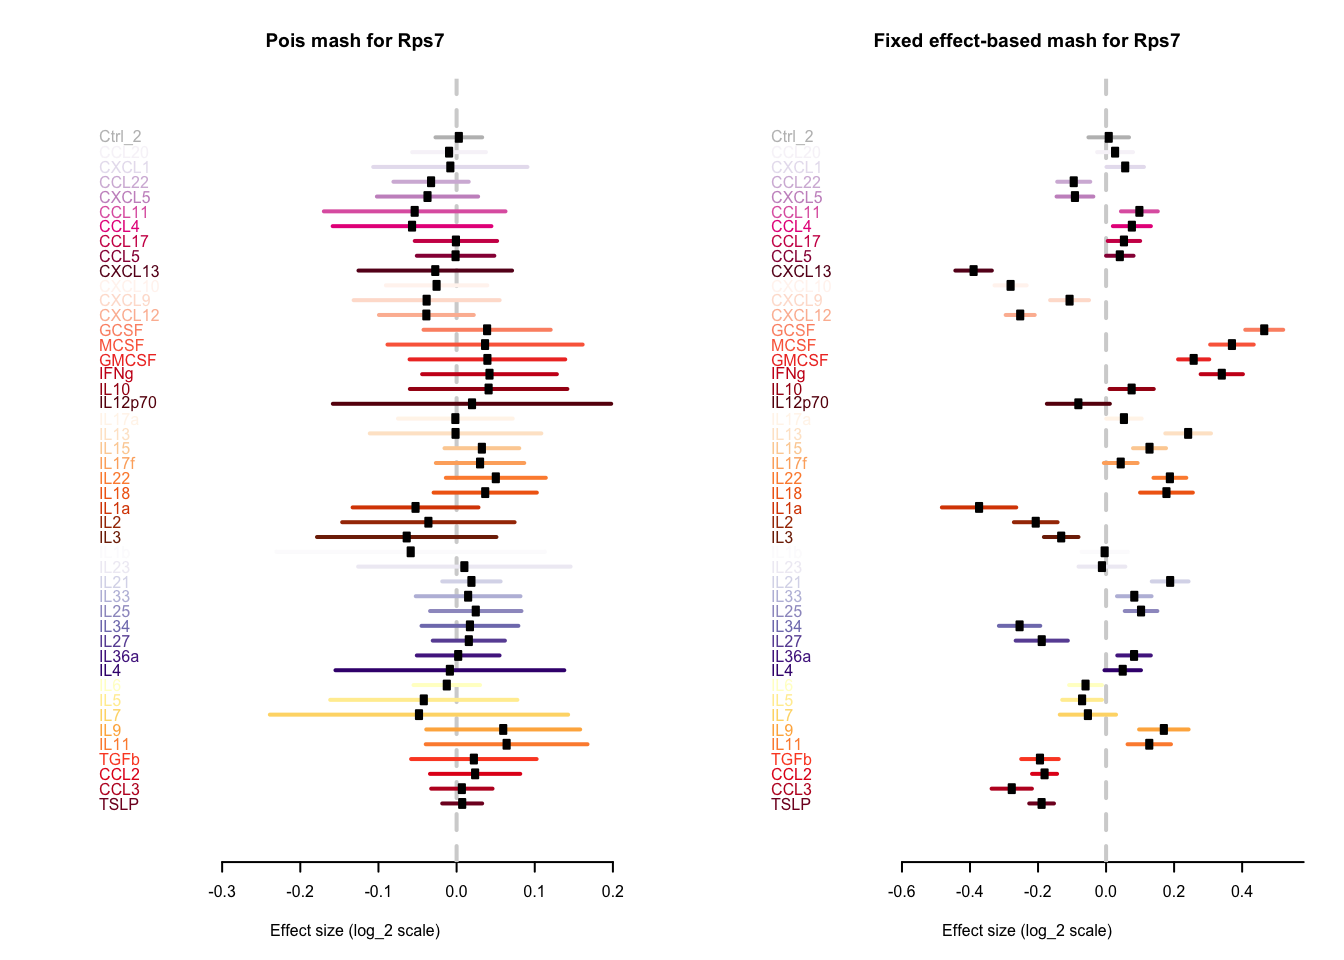 Pois mash for Rps7
Ctrl_2
CCL20
CXCL1
CCL22
CXCL5
CCL11
CCL4
CCL17
CCL5
CXCL13
CXCL10
CXCL9
CXCL12
GCSF
MCSF
GMCSF
IFNg
IL10
IL12p70
IL17a
IL13
IL15
IL17f
IL22
IL18
IL1a
IL2
IL3
IL23
IL21
IL33
IL25
IL34
IL27
IL36a
IL4
IL5
IL7
IL9
IL11
TGFb
CCL2
CCL3
TSLP
-0.3 -0.2 -0.1 0.0 0.1 0.2
Effect size (log_2 scale)
Fixed effect-based mash for Rps7
Ctrl_2
CCL20
CXCL1
CCL22
CXCL5
CCL11
CCL4
CCL17
CCL5
CXCL13
CXCL10
CXCL9
CXCL12
GCSF
MCSF
GMCSF
IFNg
IL10
IL12p70
IL17a
IL13
IL15
IL17f
IL22
IL18
IL1a
IL2
IL3
IL23
IL21
IL33
IL25
IL34
IL27
IL36a
IL4
IL5
IL7
IL9
IL11
TGFb
CCL2
CCL3
TSLP
-0.6 -0.4 -0.2 0.0 0.2 0.4
Effect size (log_2 scale)